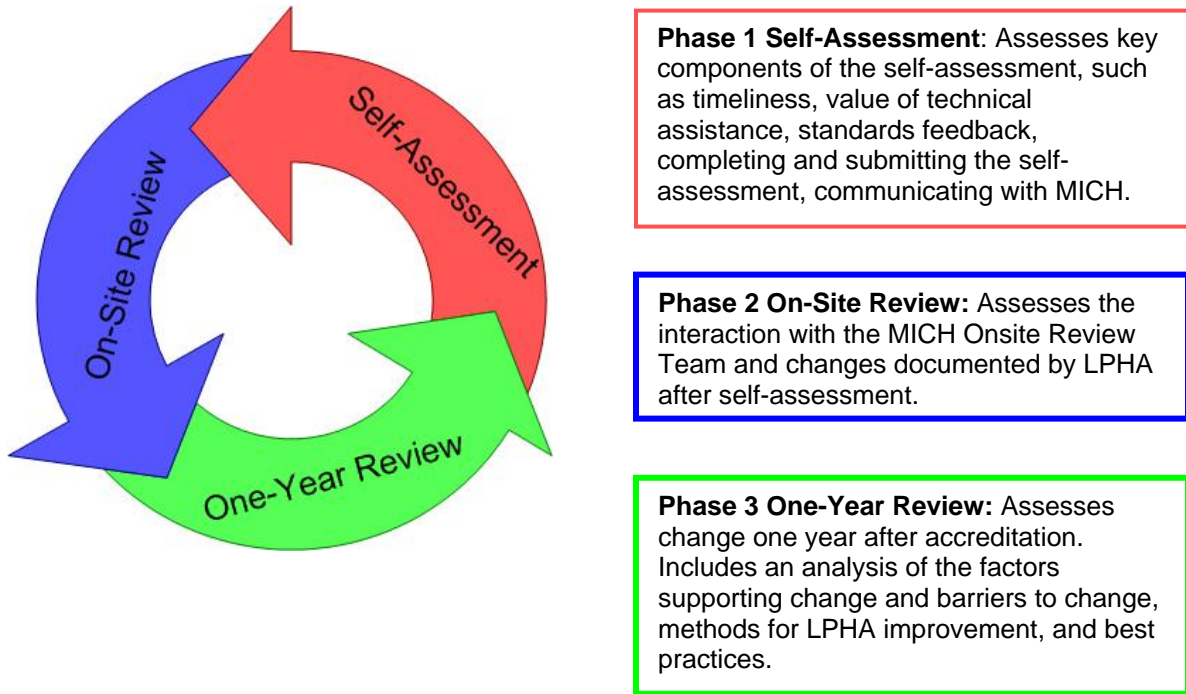 Self-Assessment
On-Site Review
One-Year Review
Phase 1 Self-Assessment: Assesses key
components of the self-assessment, such
as timeliness, value of technical
assistance, standards feedback,
completing and submitting the self-
assessment, communicating with MICH.
Phase 2 On-Site Review: Assesses the
interaction with the MICH Onsite Review
Team and changes documented by LPHA
after self-assessment.
Phase 3 One-Year Review: Assesses
change one year after accreditation.
Includes an analysis of the factors
supporting change and barriers to change,
methods for LPHA improvement, and best
practices.